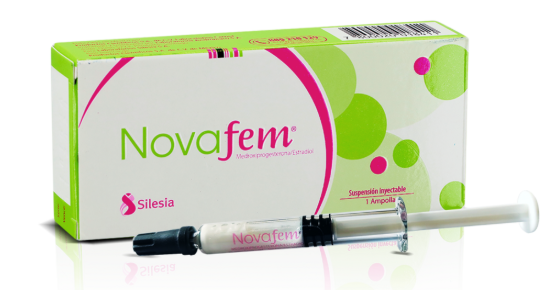 Novafem®
Medroxiprogesterona/Estradiol
Silesia
Suspensión inyectable
1 Ampolla
Novafem